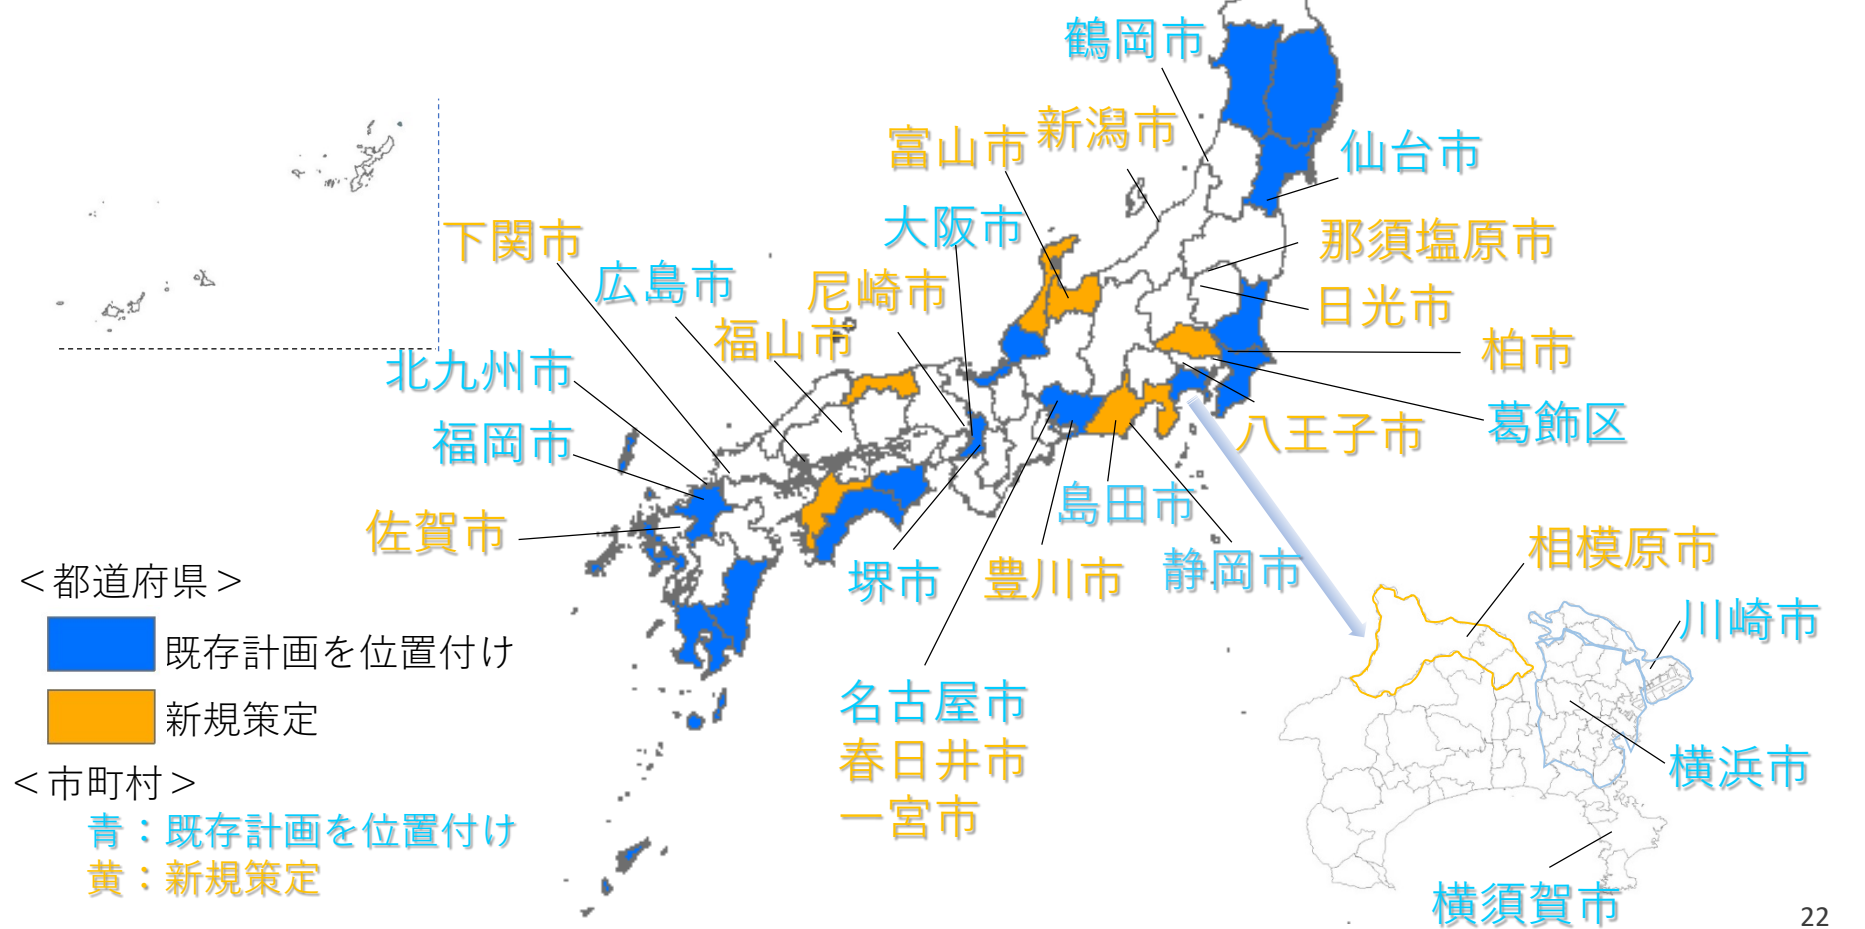 鶴岡市
新潟市
富山市
仙台市
大阪市
下関市
那須塩原市
広島市
尼崎市
日光市
福山市
柏市
北九州市
葛飾区
福岡市
八王子市
島田市
佐賀市
相模原市
堺市
豊川市
静岡市
川崎市
名古屋市
春日井市
一宮市
横浜市
横須賀市
＜都道府県＞
既存計画を位置付け
新規策定
＜市町村＞
青：既存計画を位置付け
黄：新規策定
22